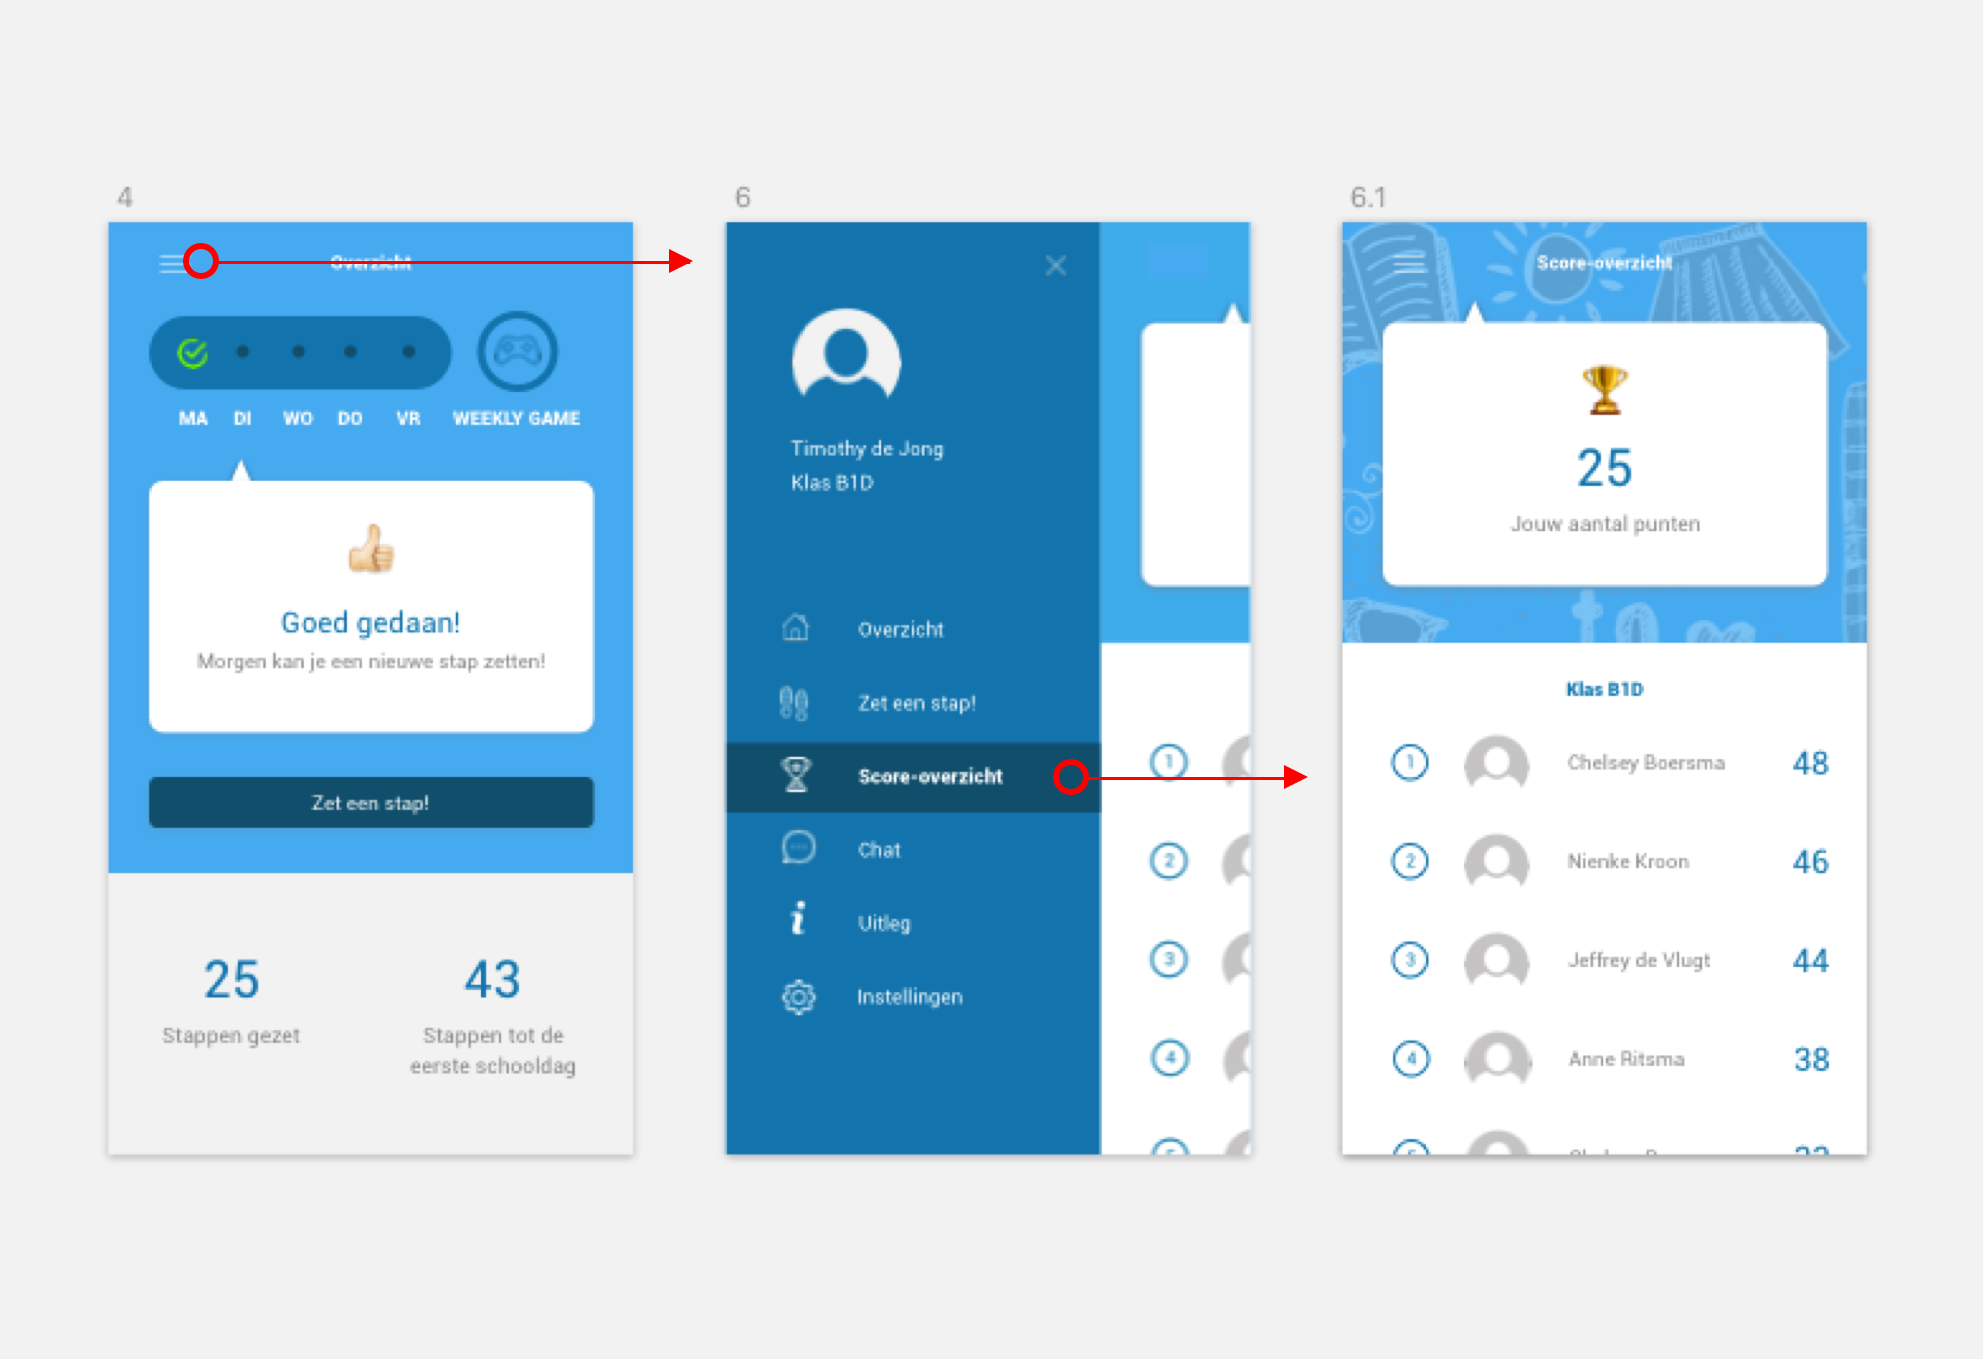 4
Overzicht
MA DI WO DO VR WEEKLY GAME
Goed gedaan!
Morgen kan je een nieuwe stap zetten!
Zet een stap!
25
Stappen gezet
43
Stappen tot de
eerste schooldag
6
Timothy de Jong
Klas B1D
Overzicht
Zet een stap!
Score-overzicht
Chat
Uitleg
Instellingen
1
2
3
4
6.1
Score-overzicht
25
Jouw aantal punten
Klas B1D
1 Chelsey Boersma 48
2 Nienke Kroon 46
3 Jeffrey de Vlugt 44
4 Anne Ritsma 38